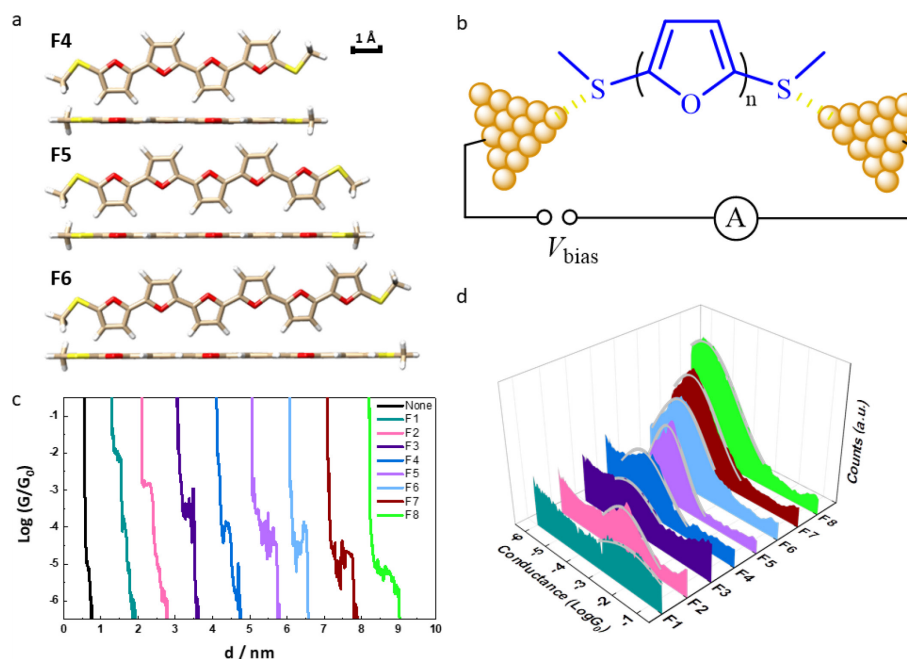 a
F4
1 Å
F5
F6
b
S
(
O
)
n
S
A
V bias
c
Log (G/G0)
-1
-2
-3
-4
-5
-6
None
F1
F2
F3
F4
F5
F6
F7
F8
0 1 2 3 4 5 6 7 8 9 10
d / nm
d
Counts (a.u.)
-6 -5 -4 -3 -2 -1
Conductance (LogG0)
F1 F2 F3 F4 F5 F6 F7 F8